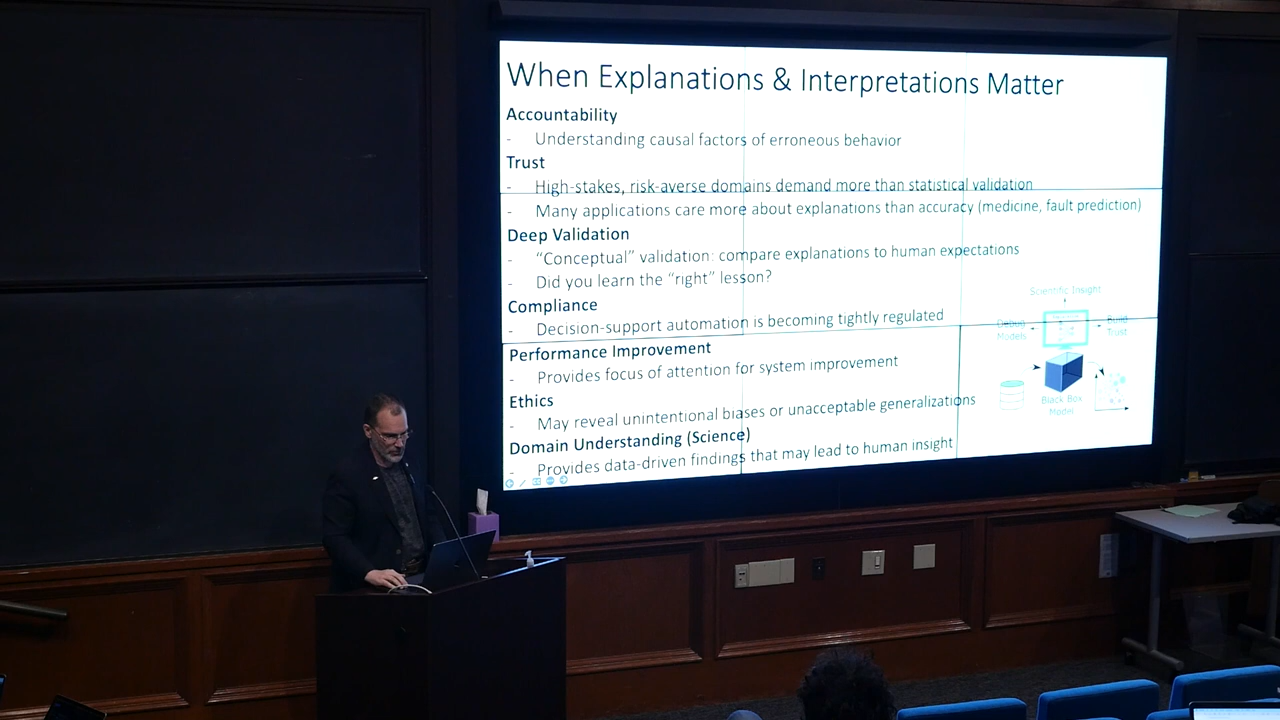 When Explanations & Interpretations Matter
Accountability
- Understanding causal factors of erroneous behavior
Trust
- High-stakes, risk-averse domains demand more than statistical validation
- Many applications care more about explanations than accuracy (medicine, fault prediction)
Deep Validation
- “Conceptual” validation: compare explanations to human expectations
- Did you learn the “right” lesson?
Compliance
- Decision-support automation is becoming tightly regulated
Performance Improvement
- Provides focus of attention for system improvement
Ethics
- May reveal unintentional biases or unacceptable generalizations
Domain Understanding (Science)
- Provides data-driven findings that may lead to human insight
Scientific Insight
Debug
Models
Build
Trust
Black Box
Model